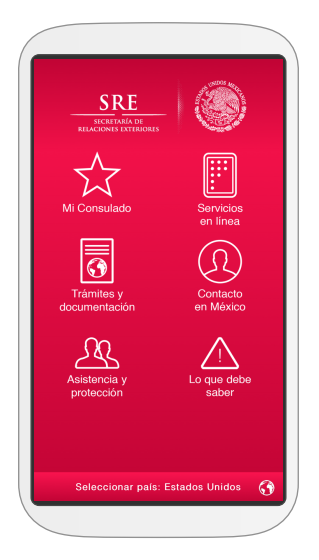 SRE
SECRETARÍA DE
RELACIONES EXTERIORES
ESTADOS UNIDOS MEXICANOS
Mi Consulado
Servicios
en línea
Trámites y
documentación
Contacto
en México
Asistencia y
protección
Lo que debe
saber
Seleccionar país: Estados Unidos